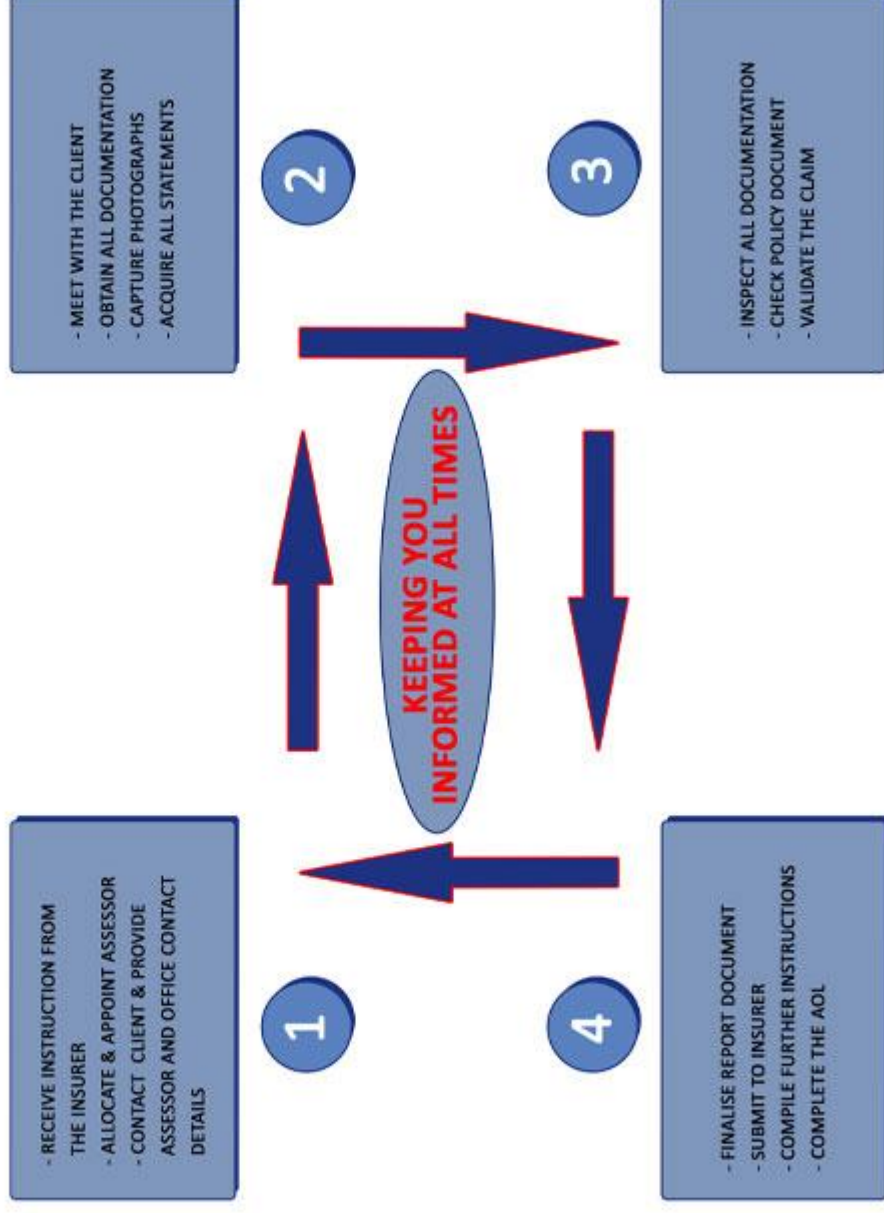 - RECEIVE INSTRUCTION FROM
THE INSURER
- ALLOCATE & APPOINT ASSESSOR
- CONTACT CLIENT & PROVIDE
ASSESSOR AND OFFICE CONTACT
DETAILS
1
- MEET WITH THE CLIENT
- OBTAIN ALL DOCUMENTATION
- CAPTURE PHOTOGRAPHS
- ACQUIRE ALL STATEMENTS
2
KEEPING YOU
INFORMED AT ALL TIMES
3
- INSPECT ALL DOCUMENTATION
- CHECK POLICY DOCUMENT
- VALIDATE THE CLAIM
4
- FINALISE REPORT DOCUMENT
- SUBMIT TO INSURER
- COMPILE FURTHER INSTRUCTIONS
- COMPLETE THE AOL